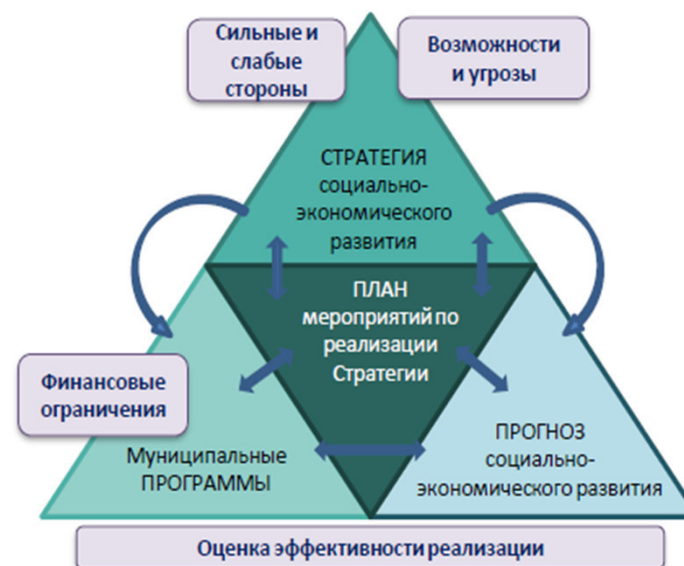 Сильные и
слабые
стороны
Возможности
и угрозы
СТРАТЕГИЯ
социально-
экономического
развития
ПЛАН
мероприятий по
реализации
Стратегии
Финансовые
ограничения
Муниципальные
ПРОГРАММЫ
ПРОГНОЗ
социально-
экономического развития
Оценка эффективности реализации